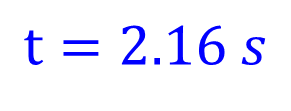 t = 2.16 s